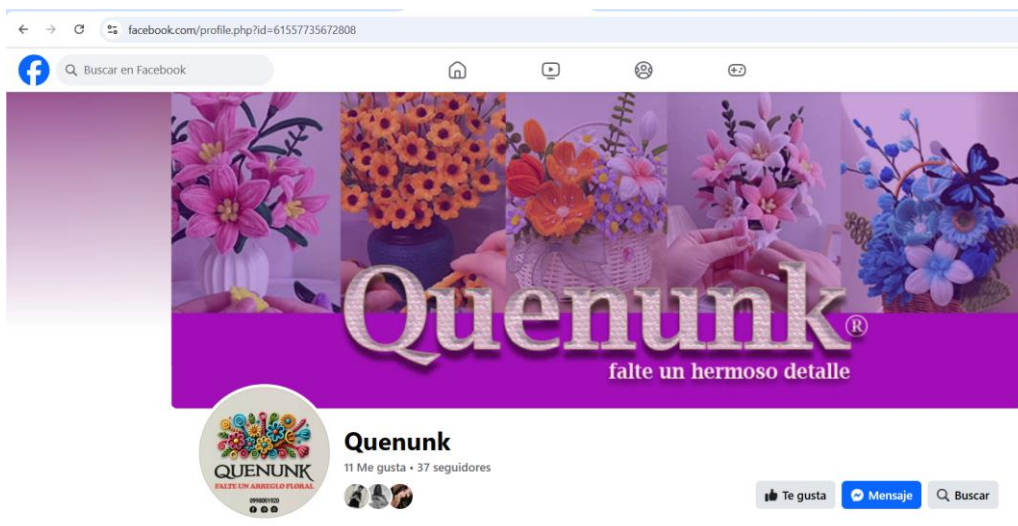 facebook.com/profile.php?id=61557735672808
Buscar en Facebook
Quenunk®
falte un hermoso detalle
QUENUNK
FALTE UN ARREGLO FLORAL
0998001920
Quenunk
11 Me gusta • 37 seguidores
Te gusta
Mensaje
Buscar